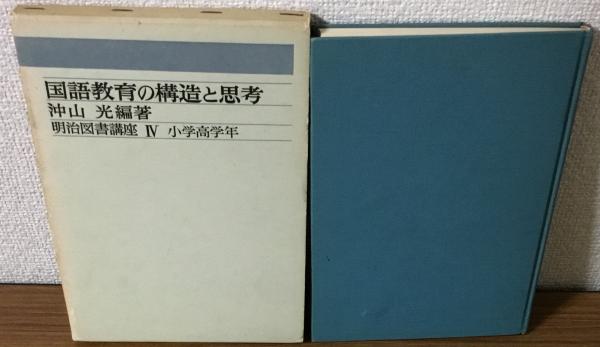 国語教育の構造と思考
沖山 光編著
明治図書講座 Ⅳ 小学高学年